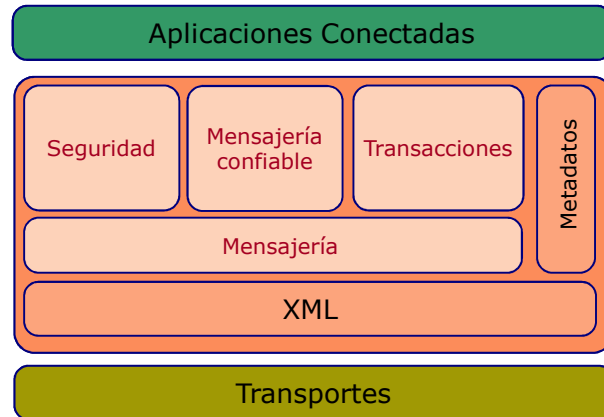 Aplicaciones Conectadas
Seguridad
Mensajería
confiable
Transacciones
Metadatos
Mensajería
XML
Transportes